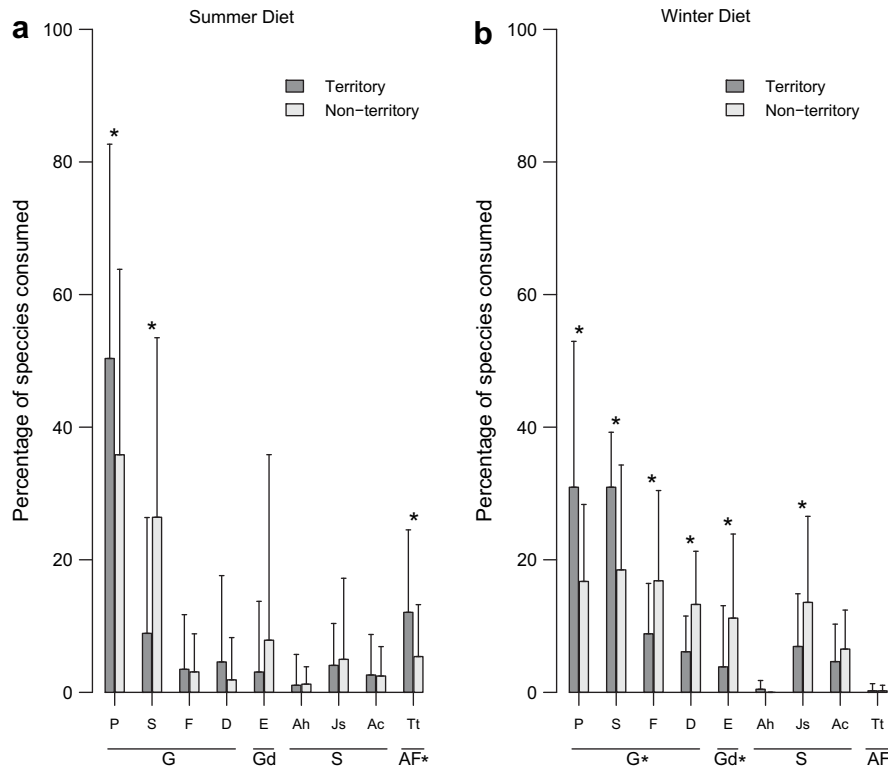 a
Summer Diet
Percentage of speccies consumed
100
80
60
40
20
0
Territory
Non-territory
*
*
*
P S F D E Ah Js Ac Tt
G Gd S AF*
b
Winter Diet
Percentage of speccies consumed
100
80
60
40
20
0
Territory
Non-territory
*
*
*
*
*
*
P S F D E Ah Js Ac Tt
G* Gd* S AF